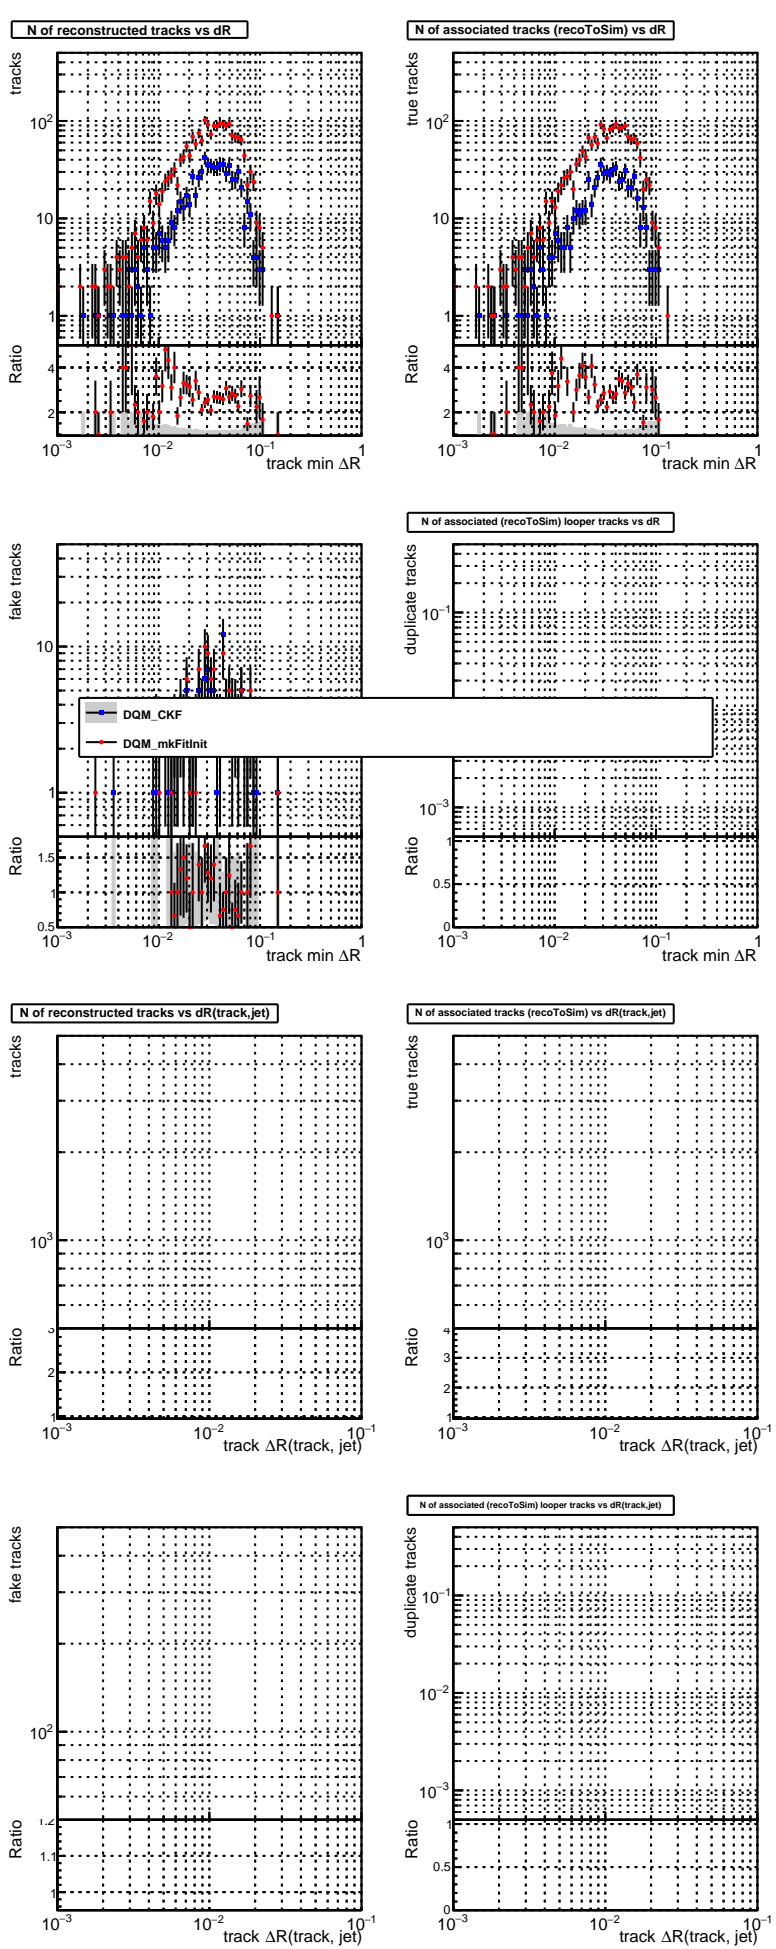 N of reconstructed tracks vs dR
N of associated tracks (recoToSim) vs dR
tracks
10²
10
1
Ratio
4
2
10⁻³ 10⁻² 10⁻¹ 1
track min ΔR
true tracks
10²
10
1
Ratio
4
2
10⁻³ 10⁻² 10⁻¹ 1
track min ΔR
N of associated (recoToSim) looper tracks vs dR
fake tracks
10
1
Ratio
1.5
1
0.5
10⁻³ 10⁻² 10⁻¹ 1
track min ΔR
duplicate tracks
10⁻¹
10⁻³
Ratio
1
0.5
0
10⁻³ 10⁻² 10⁻¹ 1
track min ΔR
DQM_CKF
DQM_mkFitInit
N of reconstructed tracks vs dR(track,jet)
N of associated tracks (recoToSim) vs dR(track,jet)
tracks
10³
Ratio
3
2
1
10⁻³ 10⁻² 10⁻¹
track ΔR(track, jet)
true tracks
10³
Ratio
4
3
2
1
10⁻³ 10⁻² 10⁻¹
track ΔR(track, jet)
N of associated (recoToSim) looper tracks vs dR(track,jet)
fake tracks
10²
Ratio
1.2
1.1
1
10⁻³ 10⁻² 10⁻¹
track ΔR(track, jet)
duplicate tracks
10⁻¹
10⁻²
10⁻³
Ratio
1
0.5
0
10⁻³ 10⁻² 10⁻¹
track ΔR(track, jet)